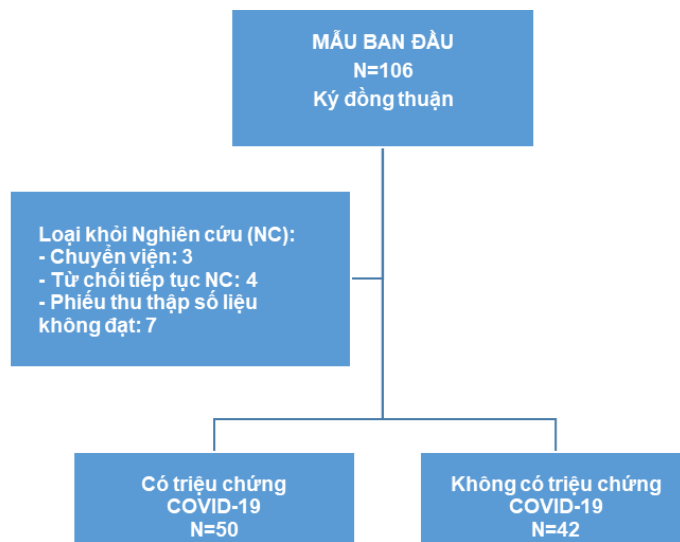 MẪU BAN ĐẦU
N=106
Ký đồng thuận
Loại khỏi Nghiên cứu (NC):
- Chuyển viện: 3
- Từ chối tiếp tục NC: 4
- Phiếu thu thập số liệu
không đạt: 7
Có triệu chứng
COVID-19
N=50
Không có triệu chứng
COVID-19
N=42